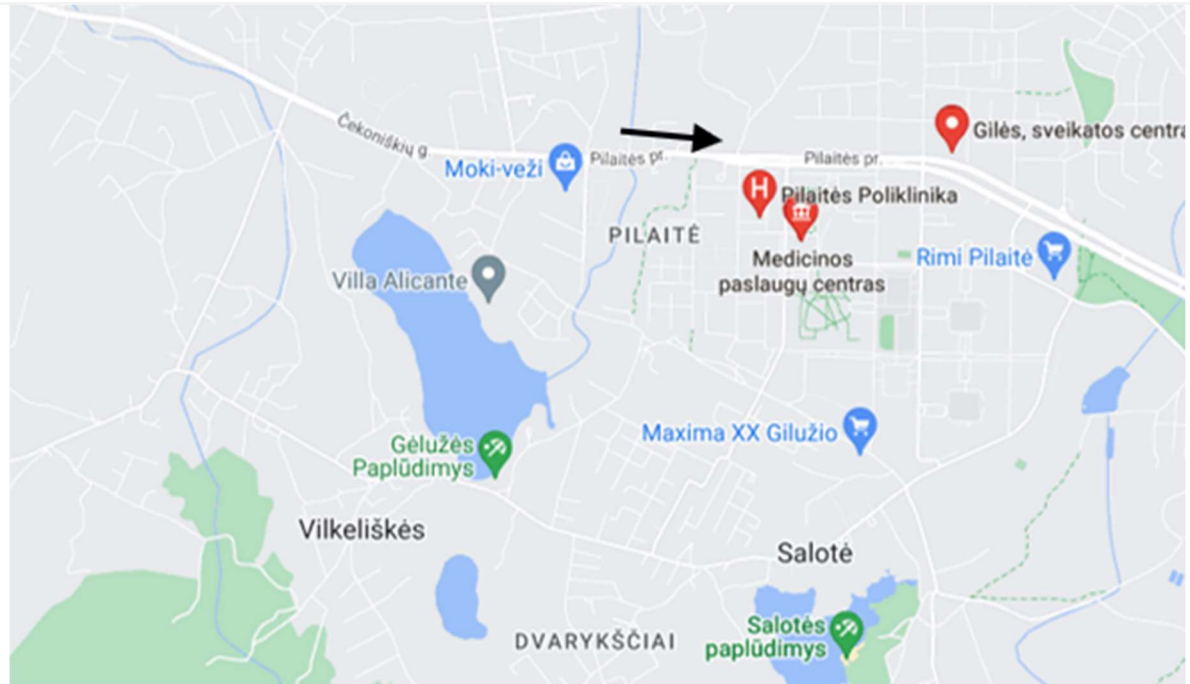 Gilės, sveikatos centra
Čekoniškių g.
Pilaitės pr.
Pilaitės pr.
Moki-veži
H
Pilaitės Poliklinika
PILAITĖ
Medicinos
paslaugų centras
Rimi Pilaitė
Villa Alicante
Maxima XX Gilužio
Gėlužės
Paplūdimys
Vilkeliškės
Salotė
Salotės
paplūdimys
DVARYKŠČIAI